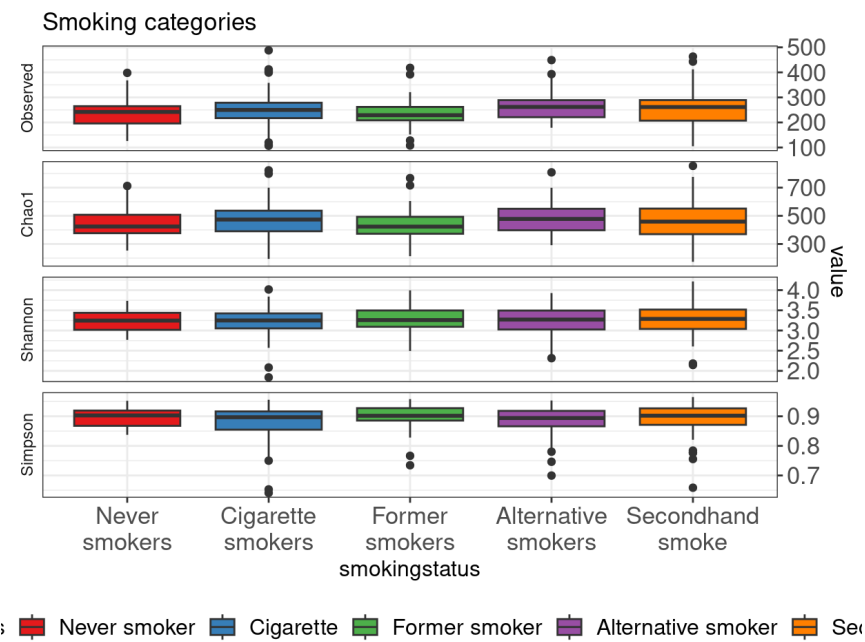 Smoking categories
Observed
500
400
300
200
100
Chao1
700
500
300
value
Shannon
4.0
3.5
3.0
2.5
2.0
Simpson
0.9
0.8
0.7
Never smokers
Cigarette smokers
Former smokers
Alternative smokers
Secondhand smoke
smokingstatus
s Never smoker Cigarette Former smoker Alternative smoker Se